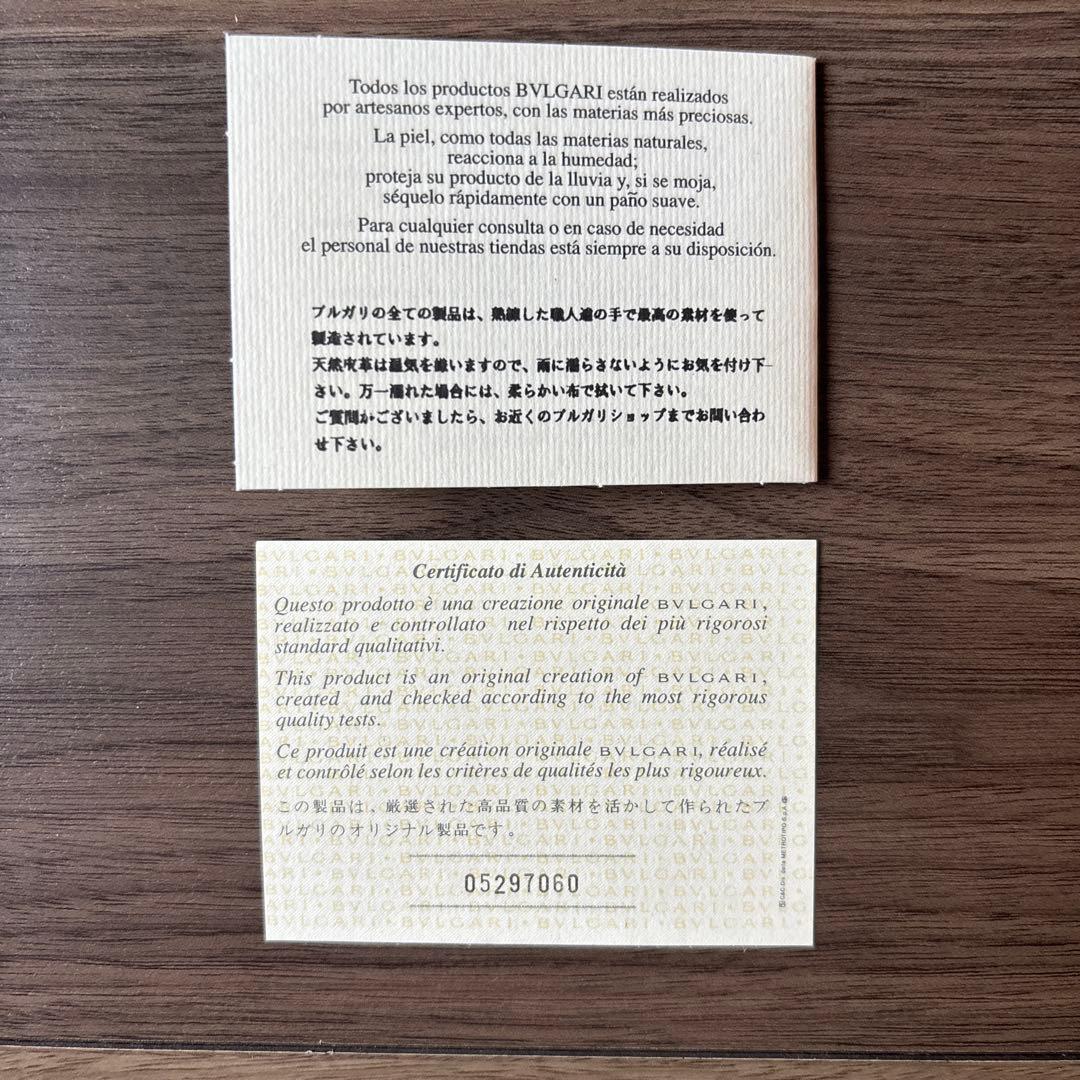 Todos los productos BVLGARI están realizados
por artesanos expertos, con las materias más preciosas.
La piel, como todas las materias naturales,
reacciona a la humedad;
proteja su producto de la lluvia y, si se moja,
séquelo rápidamente con un paño suave.
Para cualquier consulta o en caso de necesidad
el personal de nuestras tiendas está siempre a su disposición.
ブルガリの全ての製品は、熟練した職人達の手で最高の素材を使って
製造されています。
天然皮革は湿気を嫌いますので、雨に濡らさないようにお気を付け下
さい。万一濡れた場合には、柔らかい布で拭いて下さい。
ご質問がございましたら、お近くのブルガリショップまでお問い合わ
せ下さい。
Certificato di Autenticità
Questo prodotto è una creazione originale BVLGARI,
realizzato e controllato nel rispetto dei più rigorosi
standard qualitativi.
This product is an original creation of BVLGARI,
created and checked according to the most rigorous
quality tests.
Ce produit est une création originale BVLGARI, réalisé
et contrôlé selon les critères de qualités les plus rigoureux.
この製品は、厳選された高品質の素材を活かして作られたブ
ルガリのオリジナル製品です。
05297060